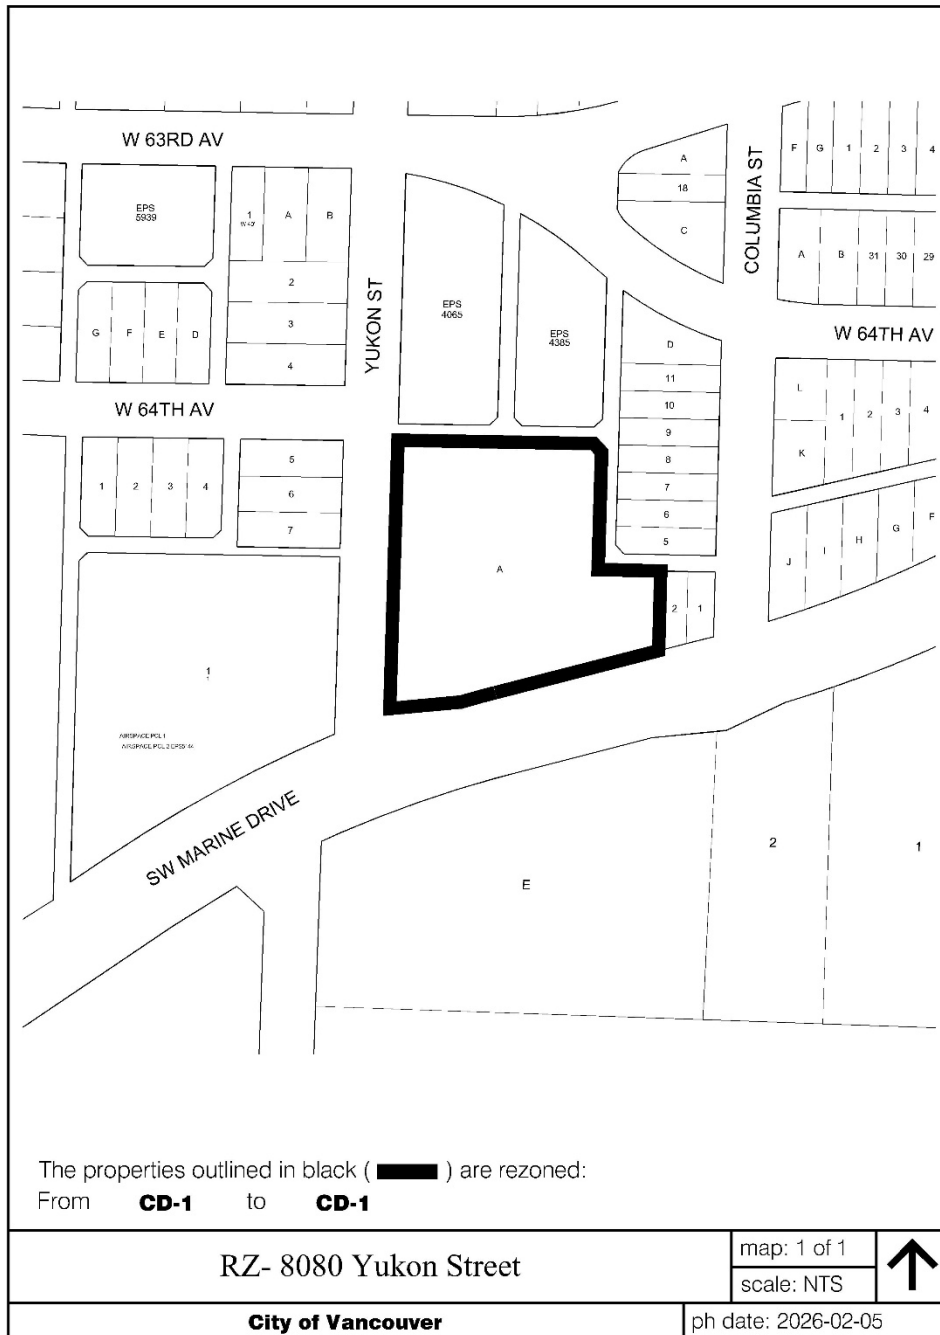 W 63RD AV
COLUMBIA ST
F G 1 2 3 4
A
18
C
EPS
5939
1 A B
2
3
4
A B 31 30 29
YUKON ST
EPS
4065
EPS
4385
W 64TH AV
G F E D
D
11
10
9
8
7
6
5
L
K
1 2 3 4
W 64TH AV
1 2 3 4
5
6
7
J I H G F
A
2 1
1
1
AIRSPACE PCL 1
SW MARINE DRIVE
E
2
1
The properties outlined in black ( ) are rezoned:
From CD-1 to CD-1
RZ- 8080 Yukon Street
map: 1 of 1
scale: NTS
City of Vancouver
ph date: 2026-02-05